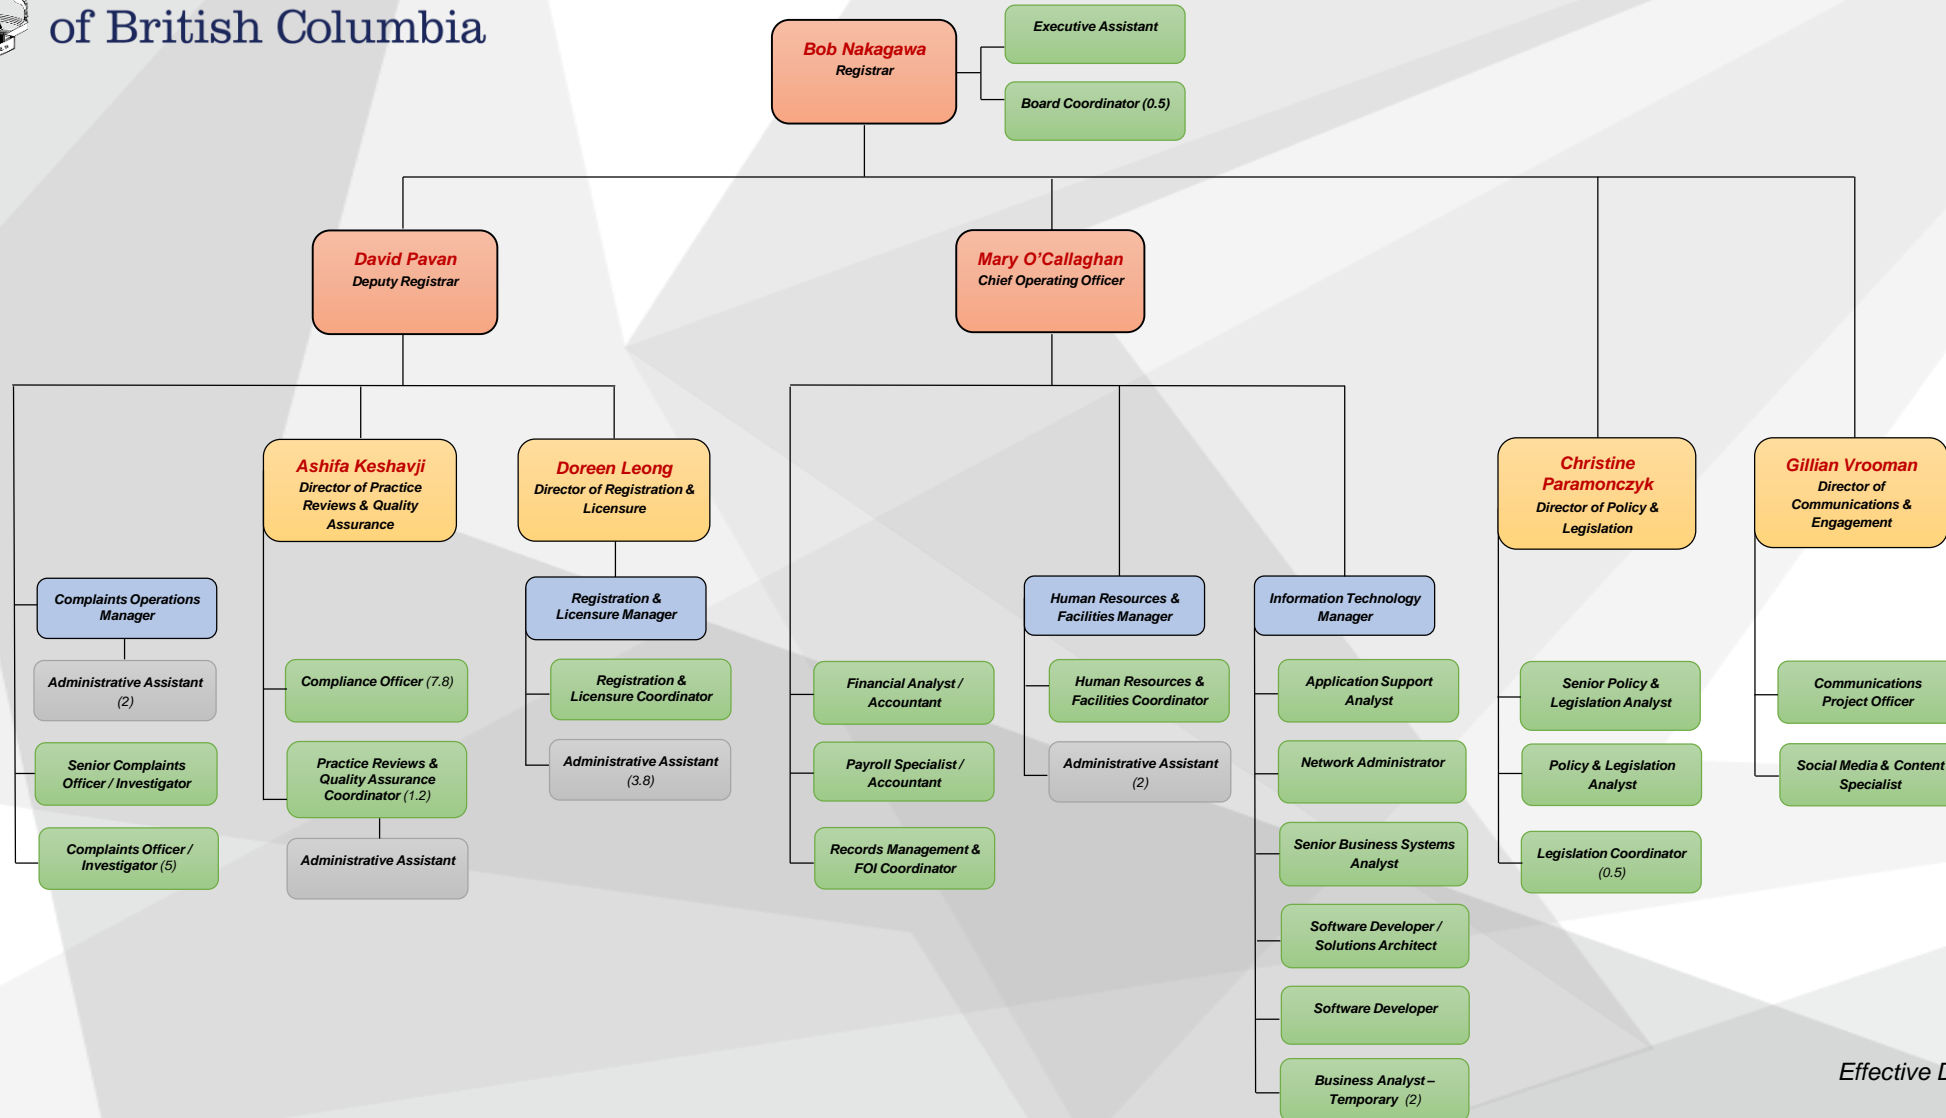 of British Columbia
Executive Assistant
Bob Nakagawa
Registrar
Board Coordinator (0.5)
David Pavan
Deputy Registrar
Mary O'Callaghan
Chief Operating Officer
Ashifa Keshavji
Director of Practice
Reviews & Quality
Assurance
Doreen Leong
Director of Registration &
Licensure
Christine
Paramonczyk
Director of Policy &
Legislation
Gillian Vrooman
Director of
Communications &
Engagement
Complaints Operations
Manager
Registration &
Licensure Manager
Human Resources &
Facilities Manager
Information Technology
Manager
Administrative Assistant
(2)
Compliance Officer (7.8)
Registration &
Licensure Coordinator
Financial Analyst /
Accountant
Human Resources &
Facilities Coordinator
Application Support
Analyst
Senior Policy &
Legislation Analyst
Communications
Project Officer
Senior Complaints
Officer / Investigator
Practice Reviews &
Quality Assurance
Coordinator (1.2)
Administrative Assistant
(3.8)
Payroll Specialist /
Accountant
Administrative Assistant
(2)
Network Administrator
Policy & Legislation
Analyst
Social Media & Content
Specialist
Complaints Officer /
Investigator (5)
Administrative Assistant
Records Management &
FOI Coordinator
Senior Business Systems
Analyst
Legislation Coordinator
(0.5)
Software Developer /
Solutions Architect
Software Developer
Business Analyst –
Temporary (2)
Effective